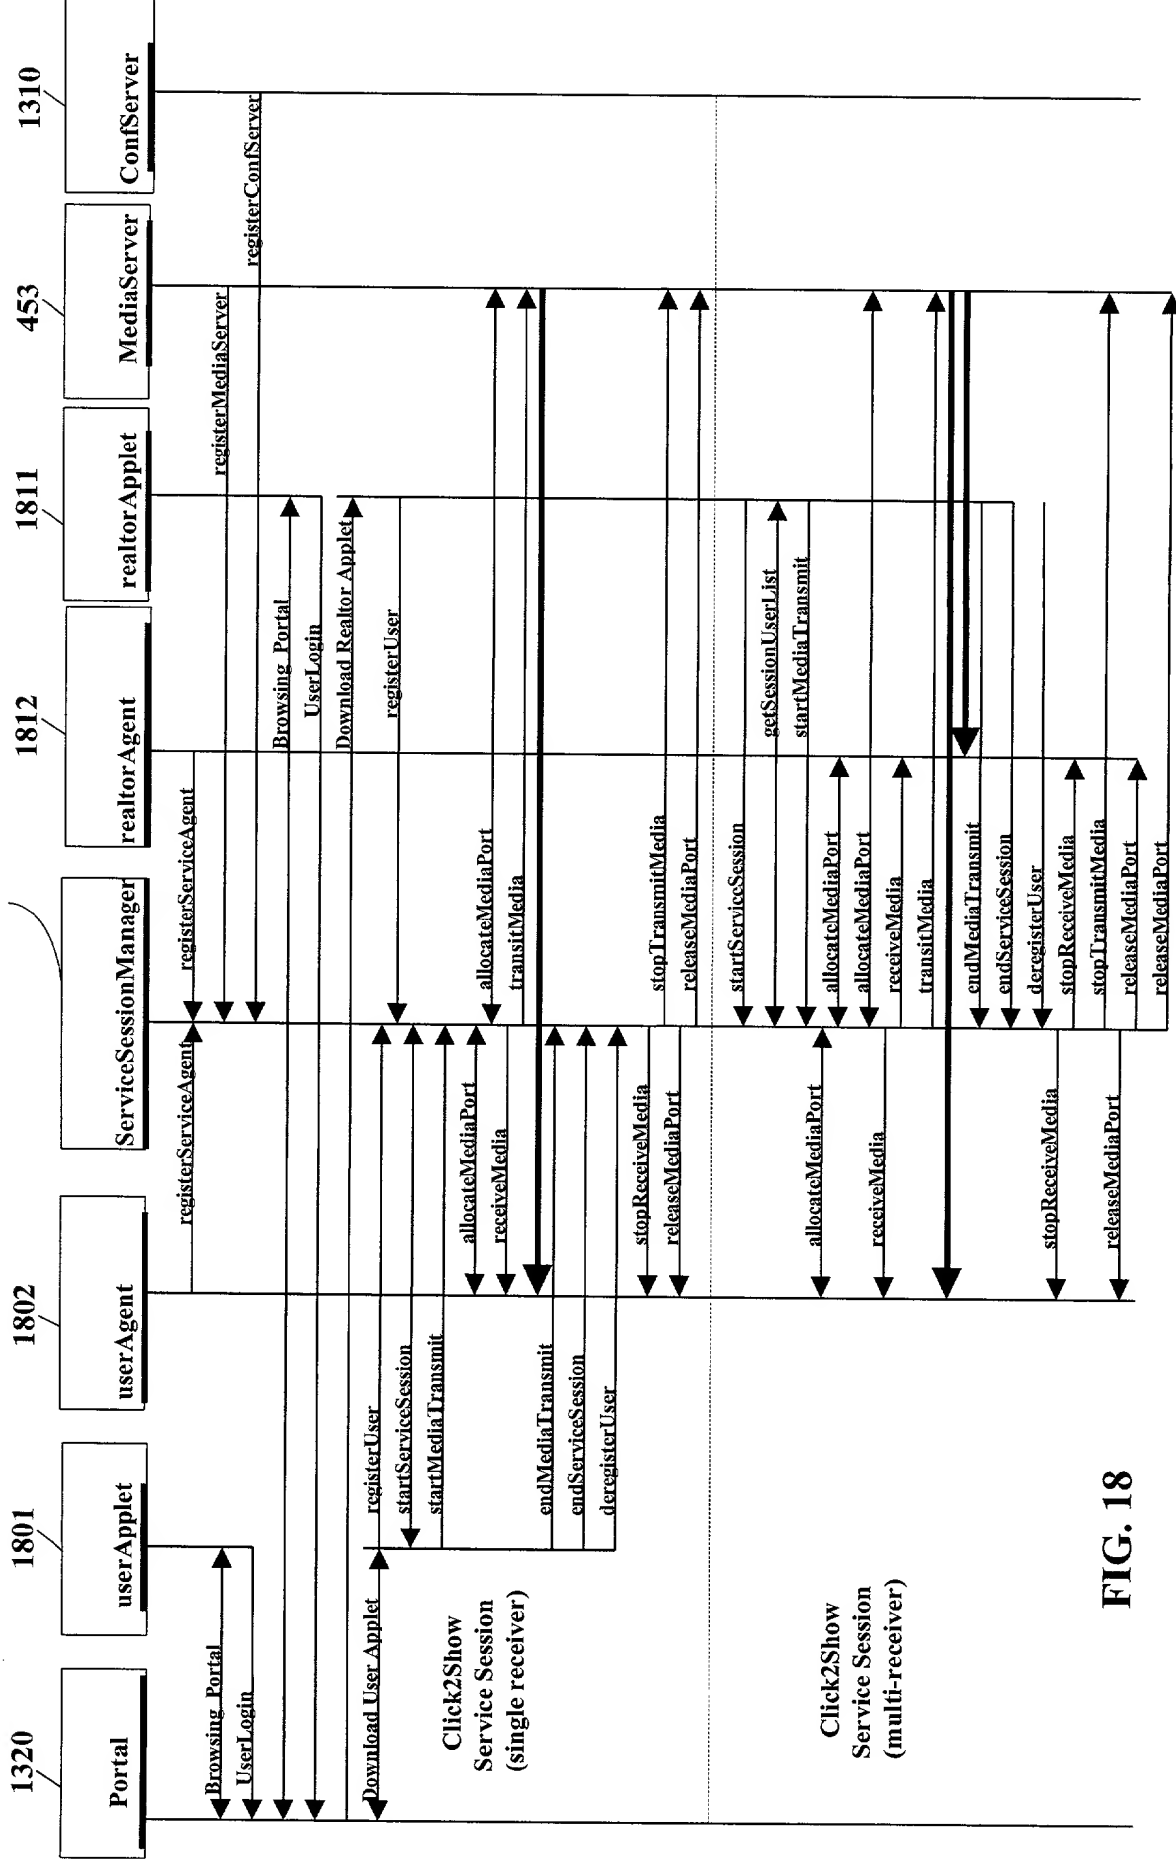 1320
1801
1802
1812
1811
453
1310
Portal
userApplet
userAgent
ServiceSessionManager
realtorAgent
realtorApplet
MediaServer
ConfServer
registerServiceAgent
registerServiceAgent
Browsing Portal
registerMediaServer
UserLogin
registerConfServer
Browsing Portal
UserLogin
Download Realtor Applet
Download User Applet
registerUser
registerUser
startServiceSession
startMediaTransmit
Click2Show
Service Session
(single receiver)
allocateMediaPort
allocateMediaPort
receiveMedia
transitMedia
endMediaTransmit
endServiceSession
deregisterUser
stopReceiveMedia
stopTransmitMedia
releaseMediaPort
releaseMediaPort
startServiceSession
getSessionUserList
startMediaTransmit
Click2Show
Service Session
(multi-receiver)
allocateMediaPort
allocateMediaPort
allocateMediaPort
receiveMedia
receiveMedia
transitMedia
endMediaTransmit
endServiceSession
deregisterUser
stopReceiveMedia
stopReceiveMedia
stopTransmitMedia
releaseMediaPort
releaseMediaPort
releaseMediaPort
FIG. 18